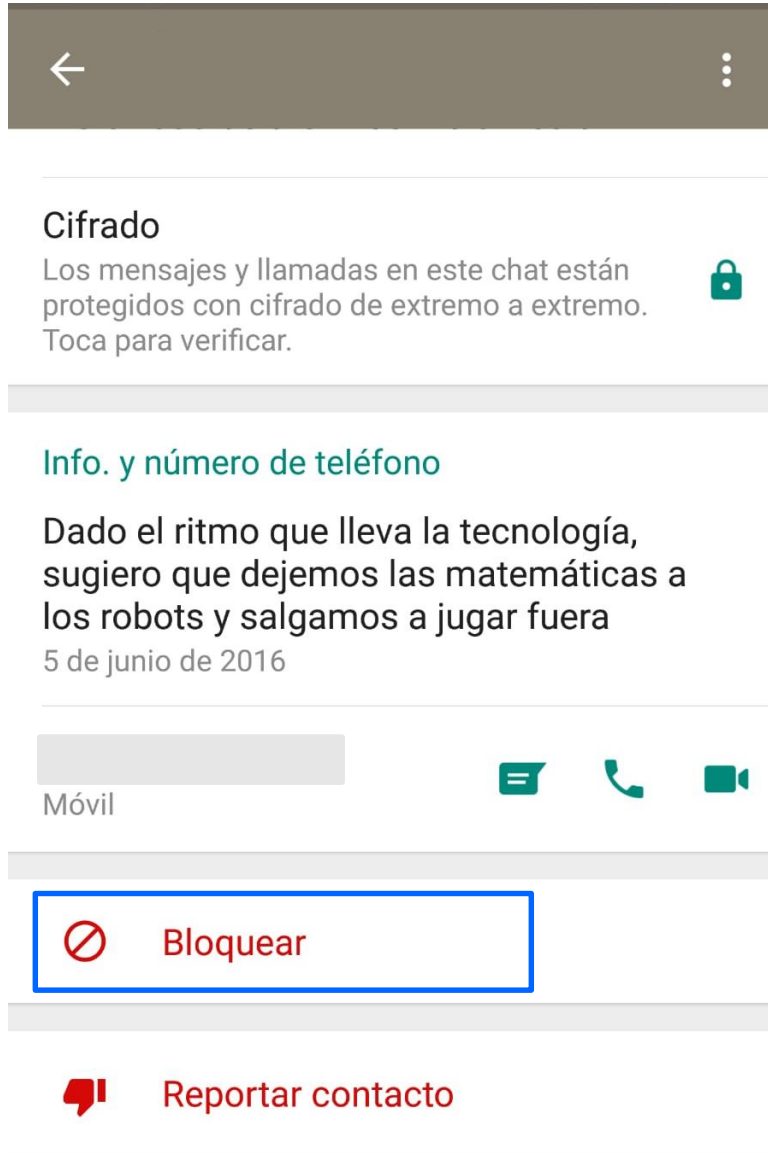 Cifrado
Los mensajes y llamadas en este chat están
protegidos con cifrado de extremo a extremo.
Toca para verificar.
Info. y número de teléfono
Dado el ritmo que lleva la tecnología,
sugiero que dejemos las matemáticas a
los robots y salgamos a jugar fuera
5 de junio de 2016
Móvil
Bloquear
Reportar contacto